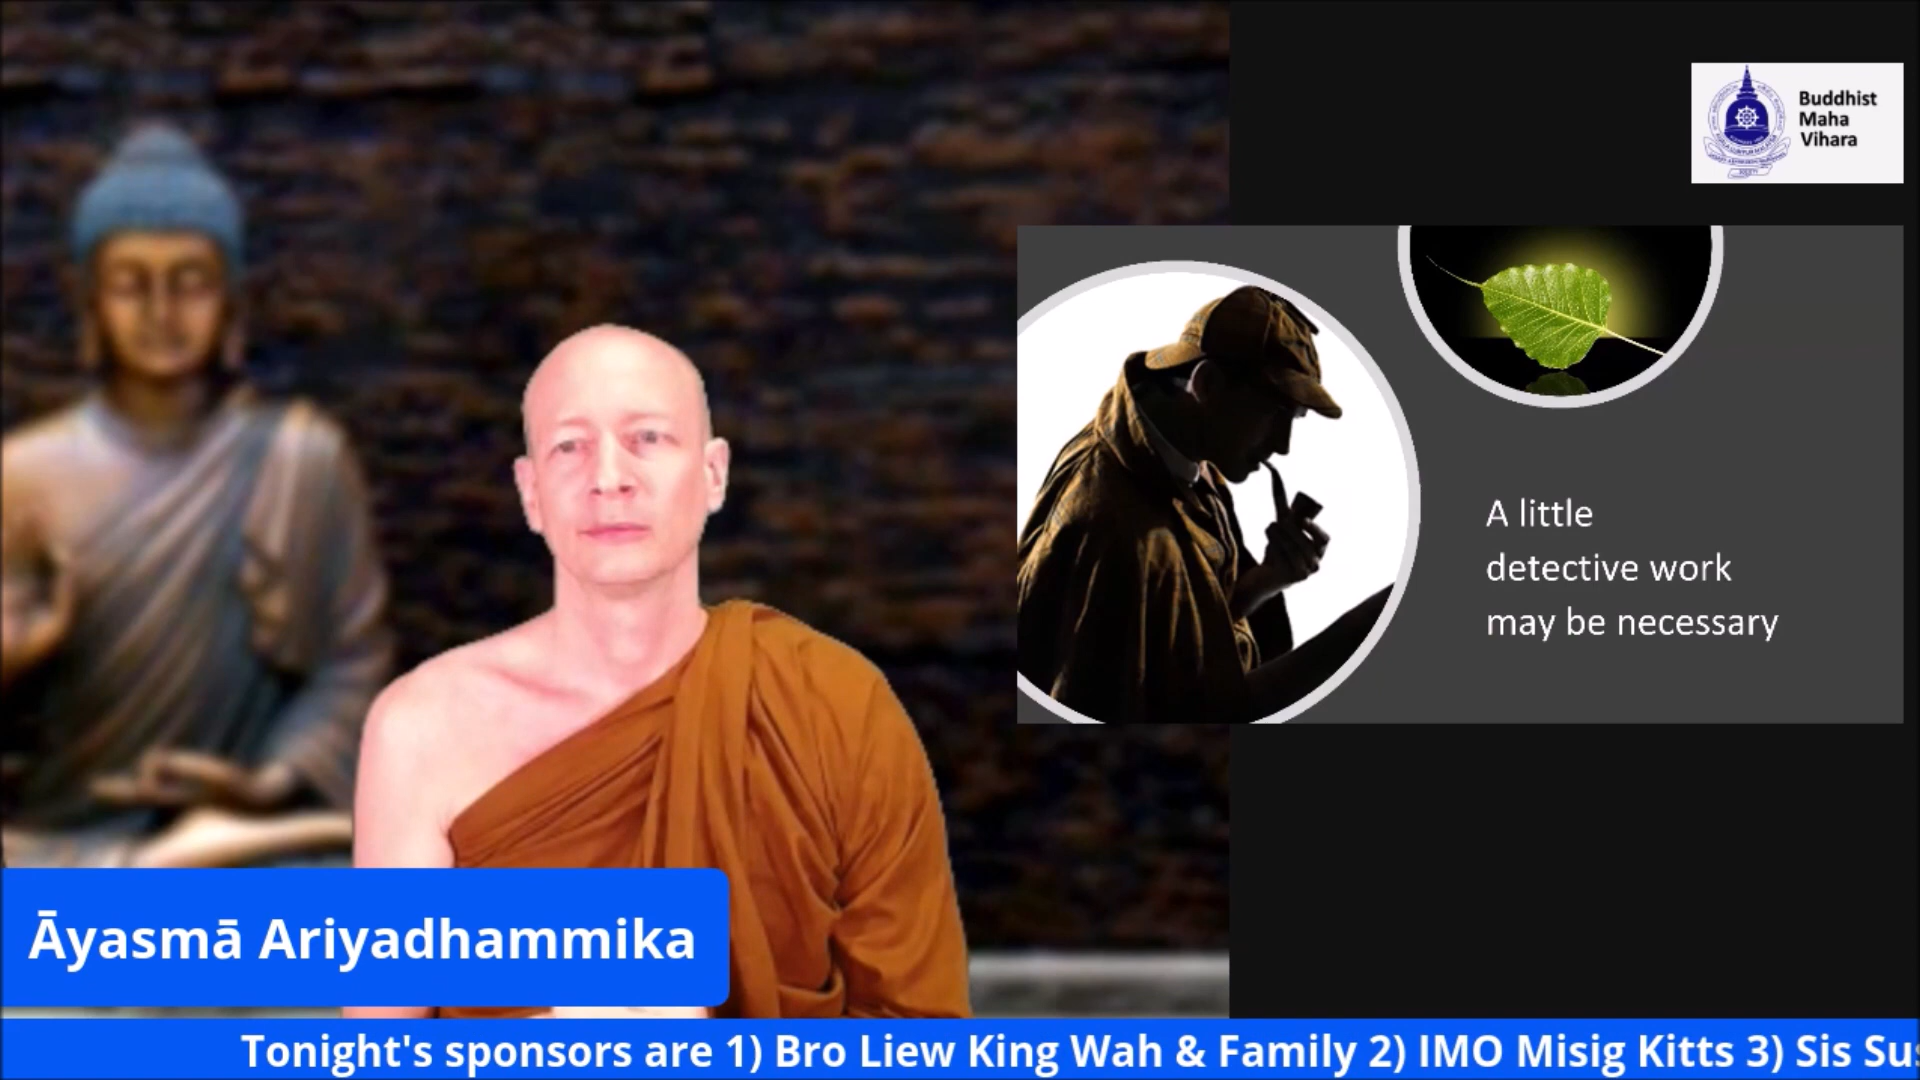 Buddhist
Maha
Vihara
A little
detective work
may be necessary
Āyasmā Ariyadhammika
Tonight's sponsors are 1) Bro Liew King Wah & Family 2) IMO Misig Kitts 3) Sis